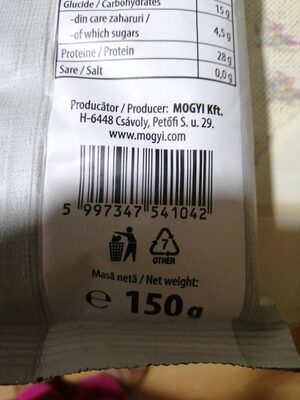 Glucide / Carbohydrates 15 g
-din care zaharuri /
-of which sugars 4,5 g
Proteine / Protein 28 g
Sare / Salt 0,0 g
Producător / Producer: MOGYI Kft.
H-6448 Csávoly, Petőfi S. u. 29.
www.mogyi.com
5 997347 541042
7
OTHER
Masă netă / Net weight:
e 150 g